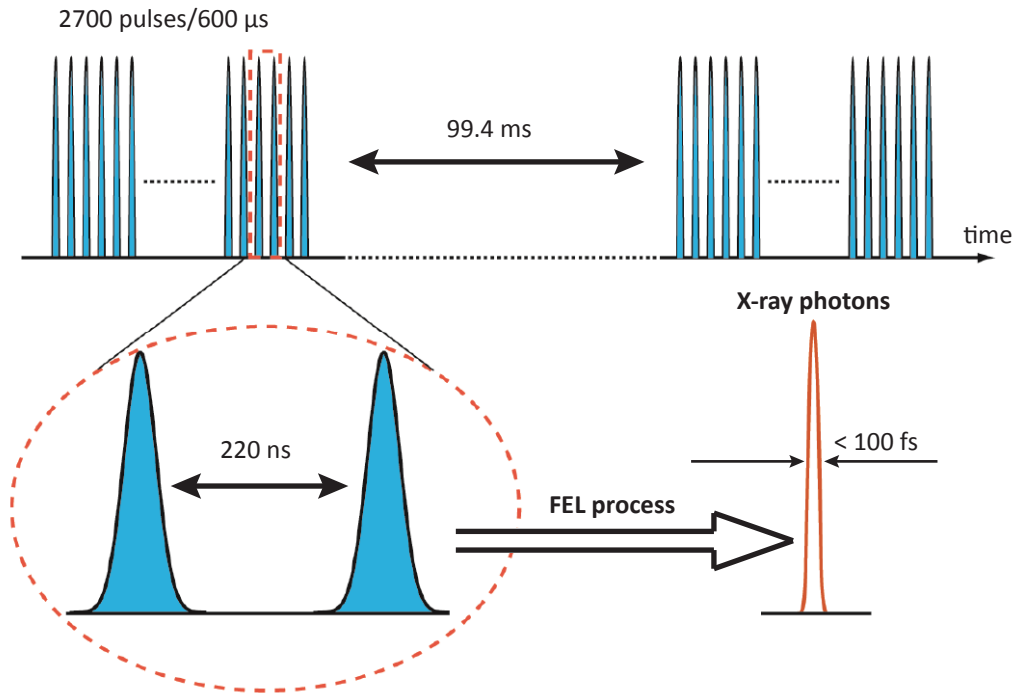 2700 pulses/600 µs
99.4 ms
time
X-ray photons
220 ns
< 100 fs
FEL process